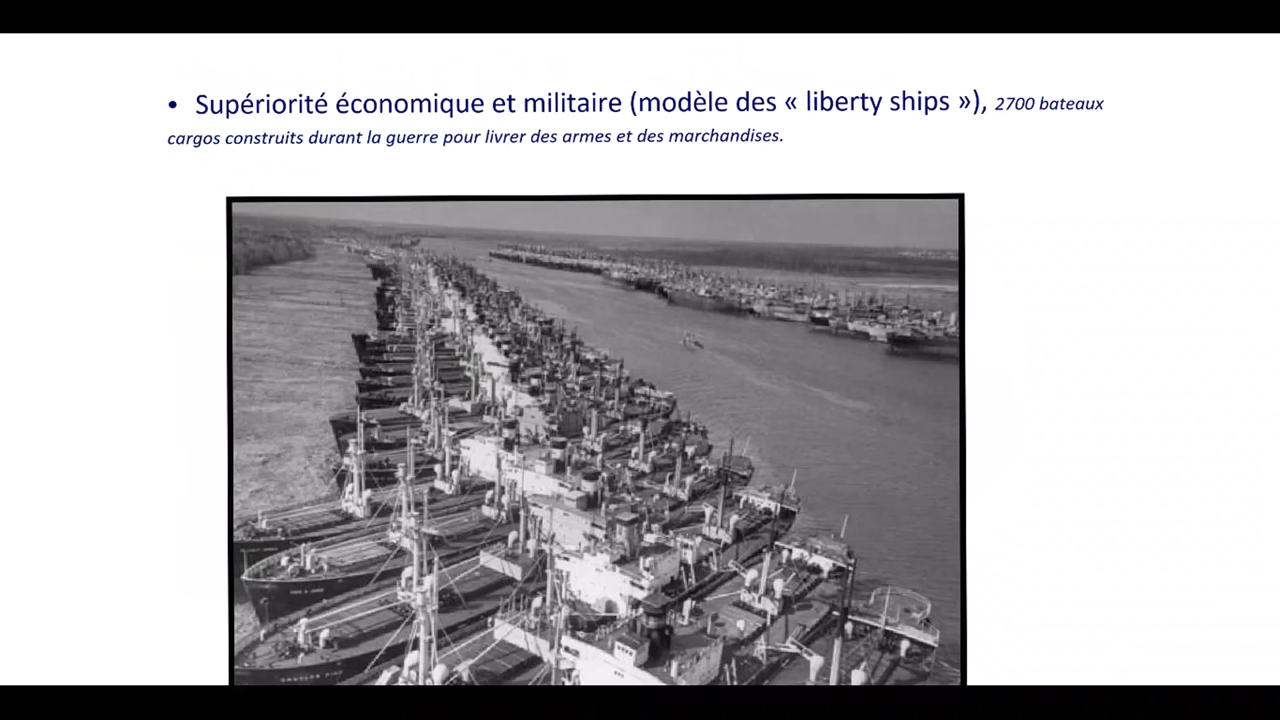 • Supériorité économique et militaire (modèle des « liberty ships »), 2700 bateaux
cargos construits durant la guerre pour livrer des armes et des marchandises.